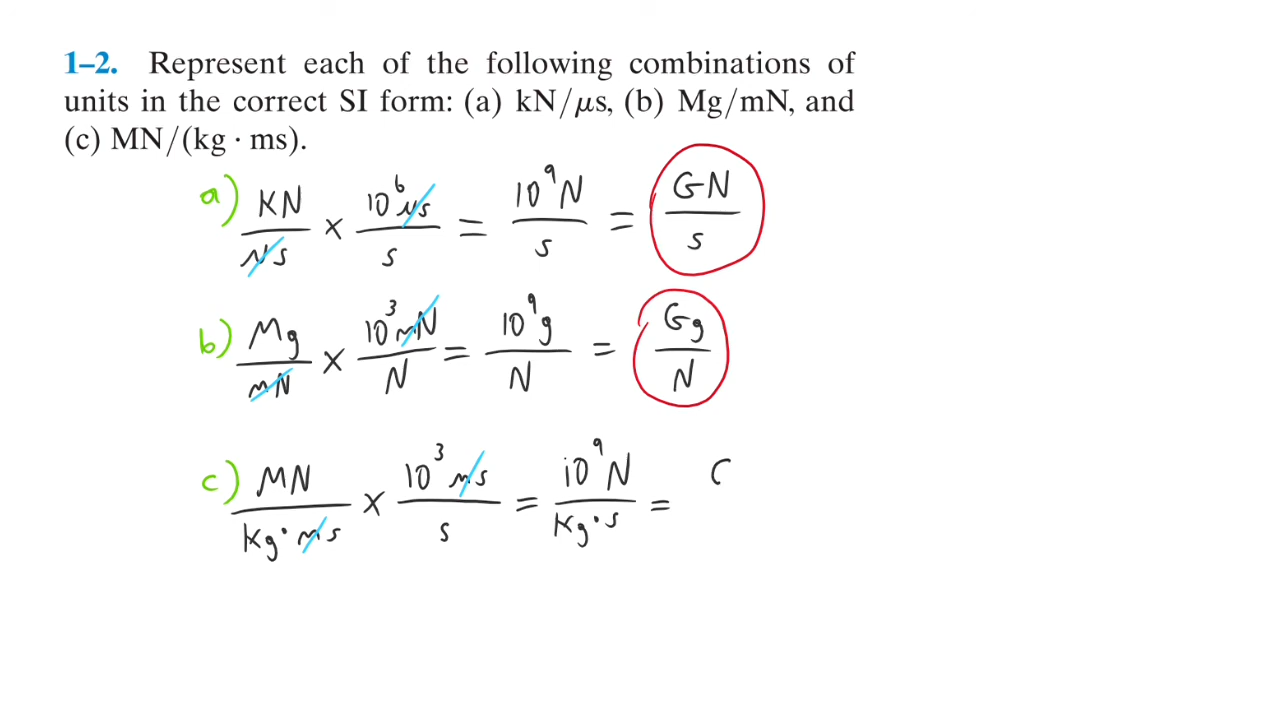 1–2. Represent each of the following combinations of
units in the correct SI form: (a) kN/μs, (b) Mg/mN, and
(c) MN/(kg · ms).
a) KN/μs × 10^6 μs/s = 10^9 N/s = GN/s
b) Mg/mN × 10^3 mN/N = 10^9 g/N = Gg/N
c) MN/kg·ms × 10^3 ms/s = 10^9 N/kg·s = C